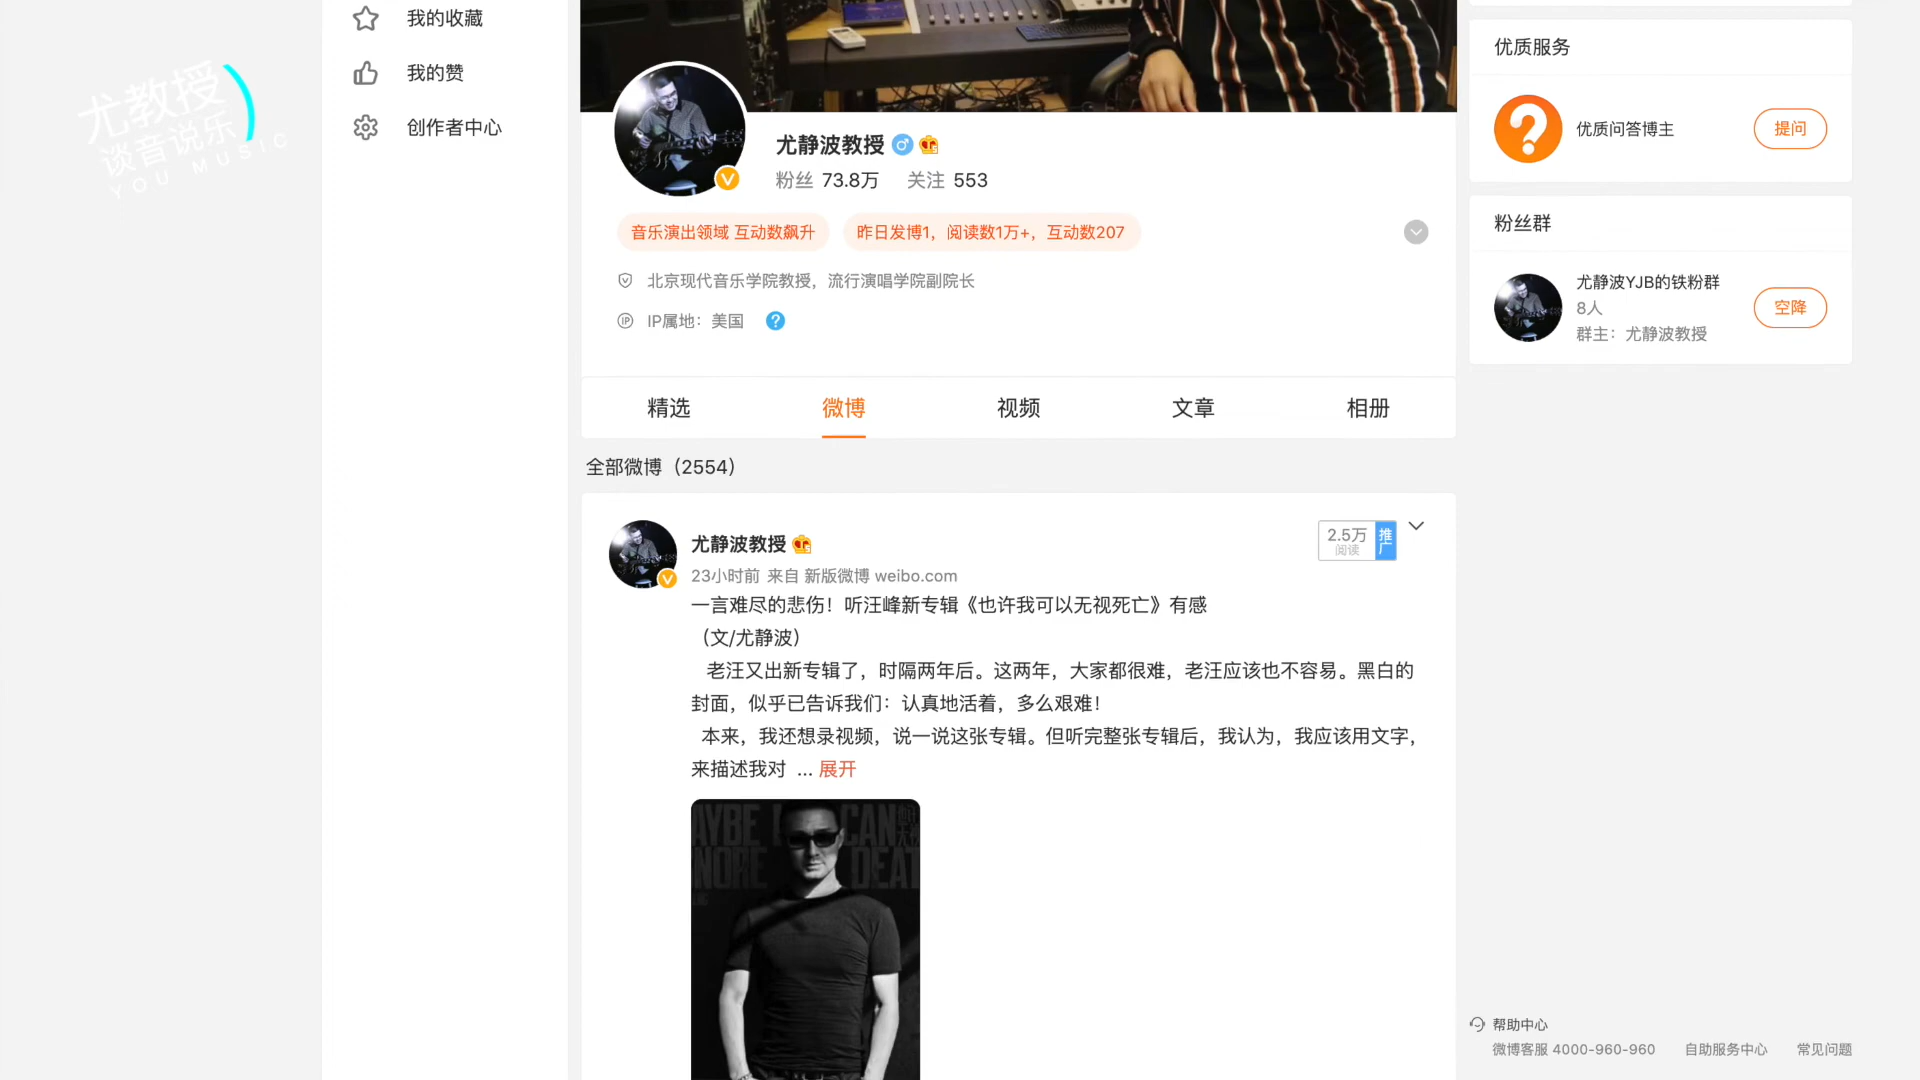 尤教授
谈音说乐
YOU MUSIC
我的收藏
我的赞
创作者中心
尤静波教授
粉丝 73.8万 关注 553
音乐演出领域 互动数飙升
昨日发博1，阅读数1万+，互动数207
北京现代音乐学院教授，流行演唱学院副院长
IP属地：美国
精选
微博
视频
文章
相册
全部微博（2554）
尤静波教授
2.5万
阅读
推广
23小时前 来自 新版微博 weibo.com
一言难尽的悲伤！听汪峰新专辑《也许我可以无视死亡》有感
（文/尤静波）
老汪又出新专辑了，时隔两年后。这两年，大家都很难，老汪应该也不容易。黑白的
封面，似乎已告诉我们：认真地活着，多么艰难！
本来，我还想录视频，说一说这张专辑。但听完整张专辑后，我认为，我应该用文字，
来描述我对 ... 展开
优质服务
优质问答博主
提问
粉丝群
尤静波YJB的铁粉群
8人
群主：尤静波教授
空降
帮助中心
微博客服 4000-960-960 自助服务中心 常见问题